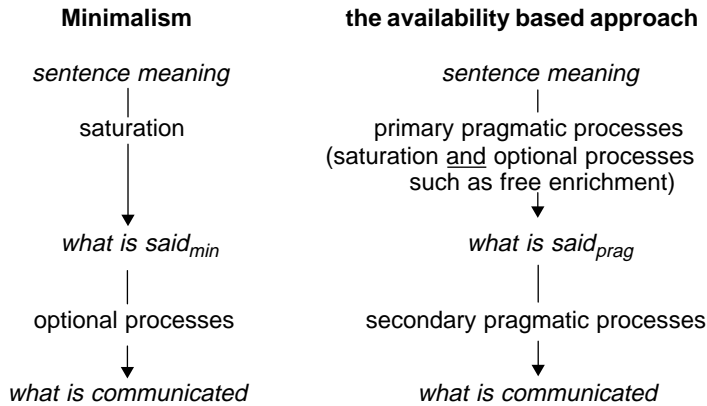 Minimalism
sentence meaning
saturation
what is said_min
optional processes
what is communicated
the availability based approach
sentence meaning
primary pragmatic processes
(saturation and optional processes
such as free enrichment)
what is said_prag
secondary pragmatic processes
what is communicated